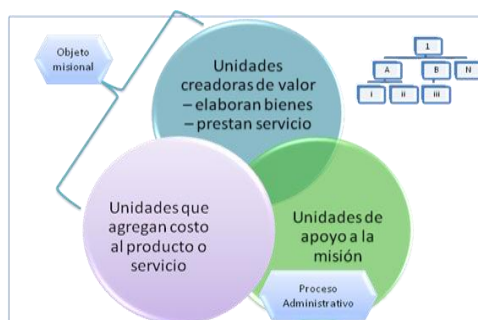 Objeto
misional
Unidades
creadoras de valor
– elaboran bienes
– prestan servicio
1
A B N
i ii iii
Unidades que
agregan costo
al producto o
servicio
Unidades de
apoyo a la
misión
Proceso
Administrativo